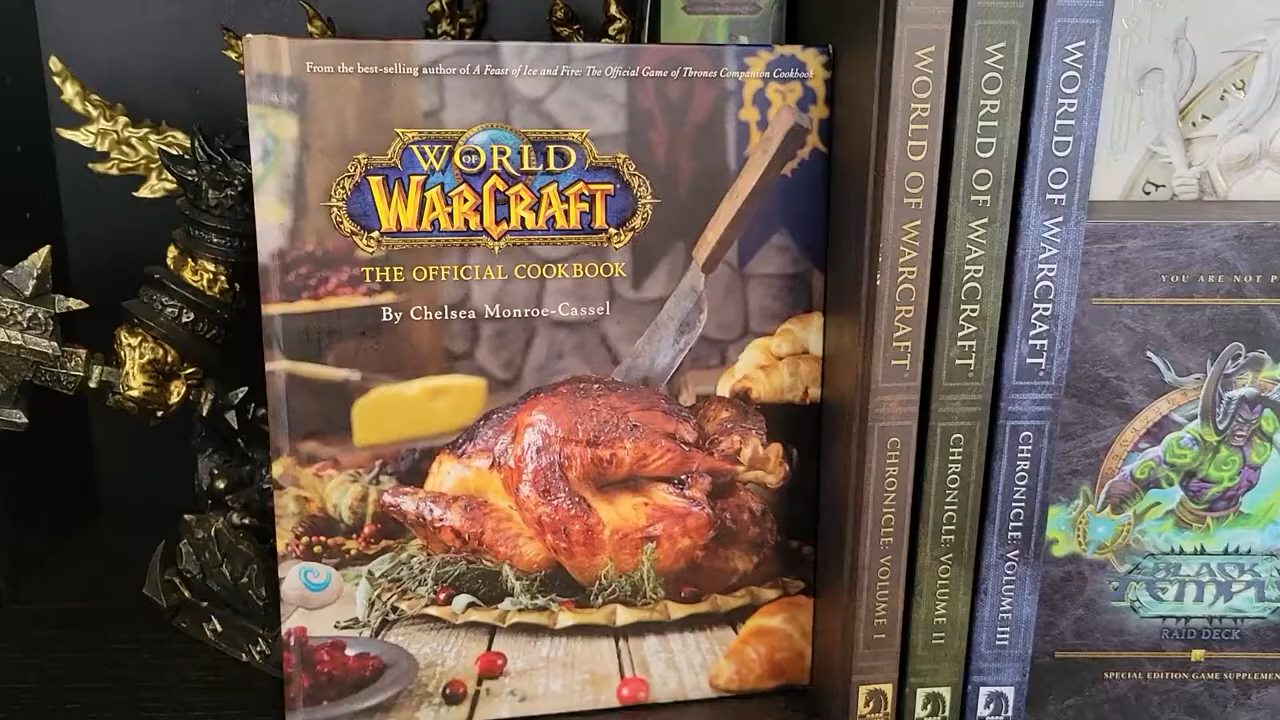 From the best-selling author of A Feast of Ice and Fire: The Official Game of Thrones Companion Cookbook
WORLD
OF
WARCRAFT
THE OFFICIAL COOKBOOK
By Chelsea Monroe-Cassel
WORLD OF WARCRAFT
CHRONICLE: VOLUME I
WORLD OF WARCRAFT
CHRONICLE: VOLUME II
WORLD OF WARCRAFT
CHRONICLE: VOLUME III
YOU ARE NOT P
BLACK
TEMPL
RAID DECK
SPECIAL EDITION GAME SUPPLEMEN